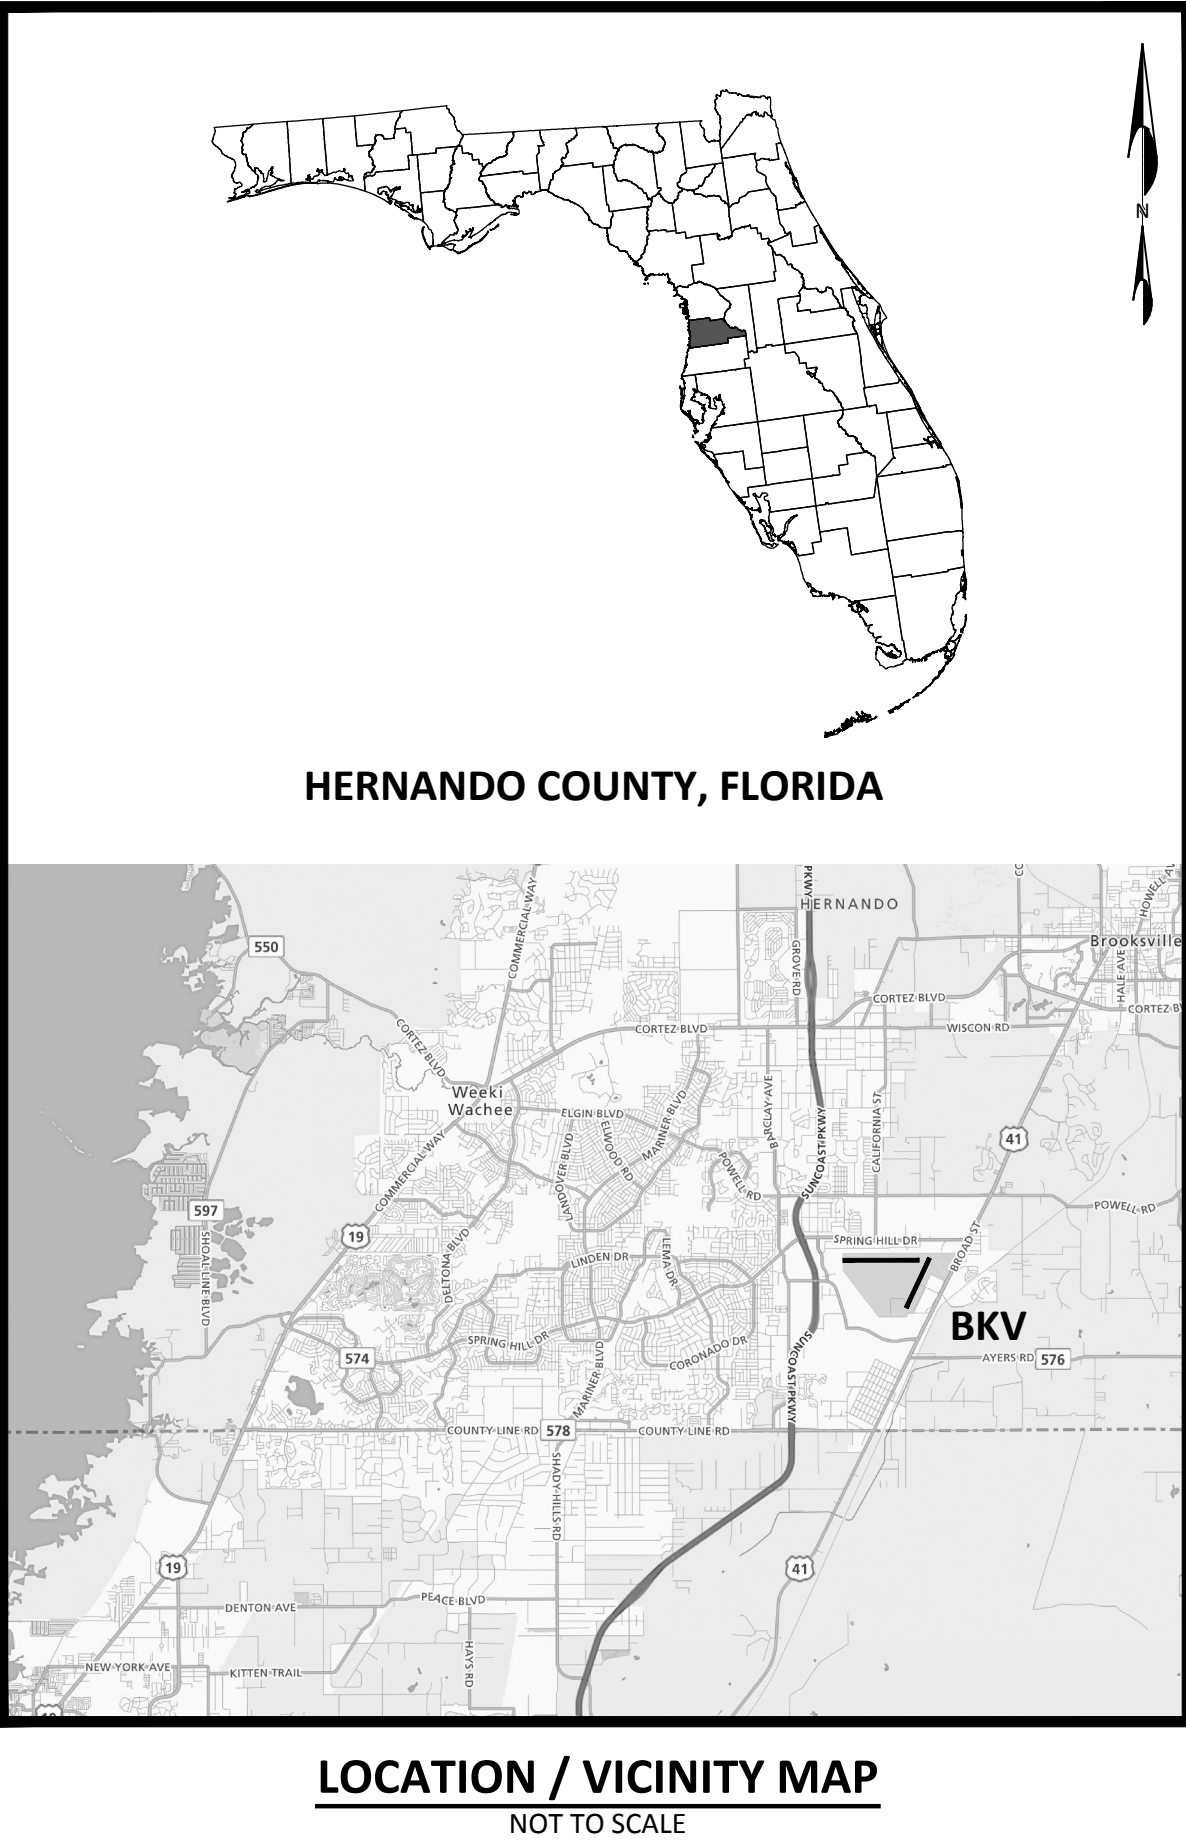 N
HERNANDO COUNTY, FLORIDA
PKWY
HERNANDO
HOWELL AV
COMMERCIAL WAY
550
GROVE RD
Brooksville
HALE AVE
CORTEZ BLVD
CORTEZ BV
CORTEZ BLVD
CORTEZ BLVD
WISCON RD
Weeki
Wachee
ELGIN BLVD
ELWOOD RD
MARINER BLVD
BARCLAY AVE
SUNCOAST PKWY
CALIFORNIA ST
41
COMMERCIAL WAY
LANDOVER BLVD
POWELL RD
POWELL RD
597
SHOAL LINE BLVD
19
DELTONA BLVD
LINDEN DR
LEMA DR
SPRING HILL DR
BROAD ST
BKV
SPRING HILL DR
CORONADO DR
574
MARINER BLVD
SUNCOAST PKWY
AYERS RD
576
COUNTY LINE RD
578
COUNTY LINE RD
SHADY HILLS RD
19
41
DENTON AVE
PEACE BLVD
HAYS RD
NEW YORK AVE
KITTEN TRAIL
19
LOCATION / VICINITY MAP
NOT TO SCALE